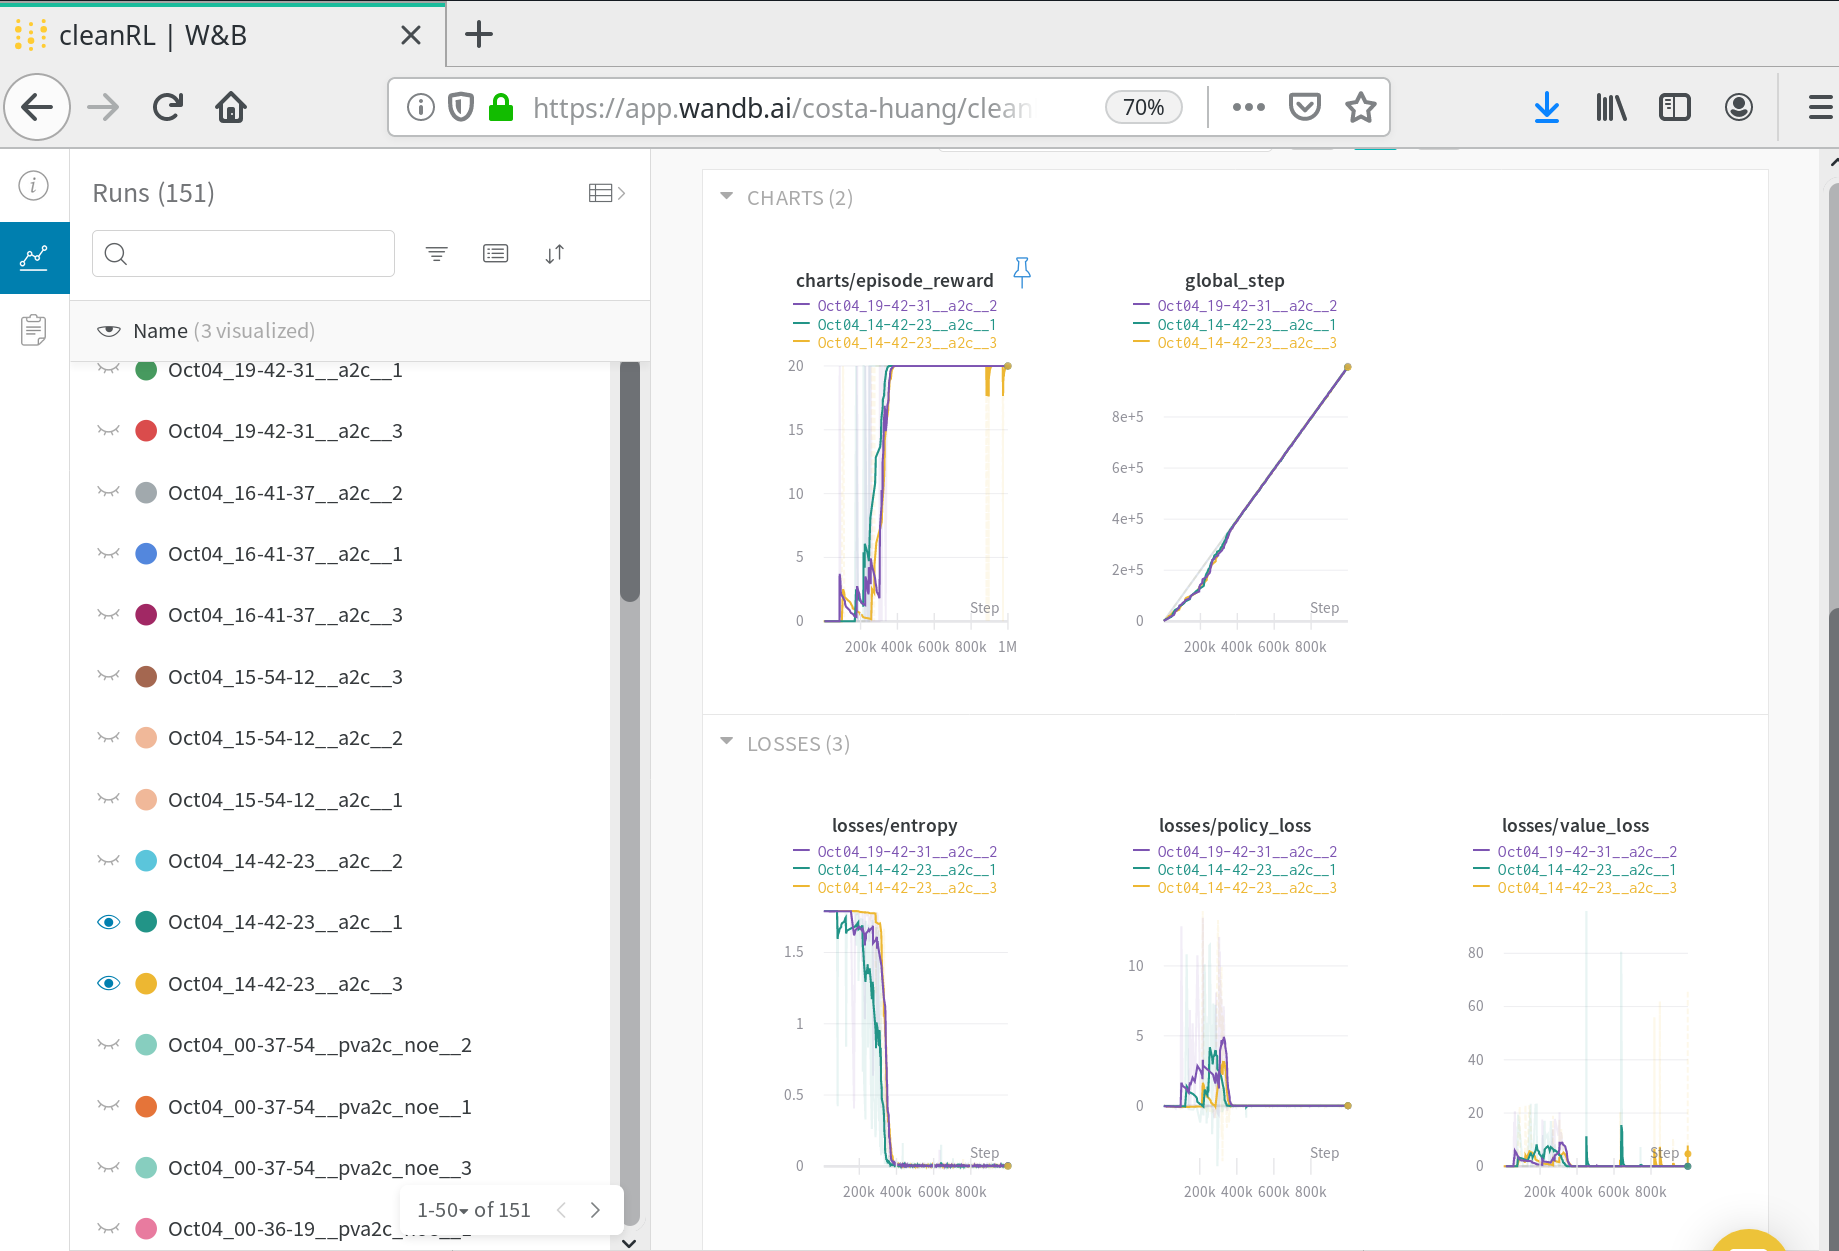 cleanRL | W&B
https://app.wandb.ai/costa-huang/clean
70%
Runs (151)
Name (3 visualized)
Oct04_19-42-31__a2c__1
Oct04_19-42-31__a2c__3
Oct04_16-41-37__a2c__2
Oct04_16-41-37__a2c__1
Oct04_16-41-37__a2c__3
Oct04_15-54-12__a2c__3
Oct04_15-54-12__a2c__2
Oct04_15-54-12__a2c__1
Oct04_14-42-23__a2c__2
Oct04_14-42-23__a2c__1
Oct04_14-42-23__a2c__3
Oct04_00-37-54__pva2c_noe__2
Oct04_00-37-54__pva2c_noe__1
Oct04_00-37-54__pva2c_noe__3
Oct04_00-36-19__pva2c
1-50 of 151
CHARTS (2)
charts/episode_reward
Oct04_19-42-31__a2c__2
Oct04_14-42-23__a2c__1
Oct04_14-42-23__a2c__3
20
15
10
5
0
Step
200k 400k 600k 800k 1M
global_step
Oct04_19-42-31__a2c__2
Oct04_14-42-23__a2c__1
Oct04_14-42-23__a2c__3
8e+5
6e+5
4e+5
2e+5
0
Step
200k 400k 600k 800k
LOSSES (3)
losses/entropy
Oct04_19-42-31__a2c__2
Oct04_14-42-23__a2c__1
Oct04_14-42-23__a2c__3
1.5
1
0.5
0
Step
200k 400k 600k 800k
losses/policy_loss
Oct04_19-42-31__a2c__2
Oct04_14-42-23__a2c__1
Oct04_14-42-23__a2c__3
10
5
0
Step
200k 400k 600k 800k
losses/value_loss
Oct04_19-42-31__a2c__2
Oct04_14-42-23__a2c__1
Oct04_14-42-23__a2c__3
80
60
40
20
0
Step
200k 400k 600k 800k